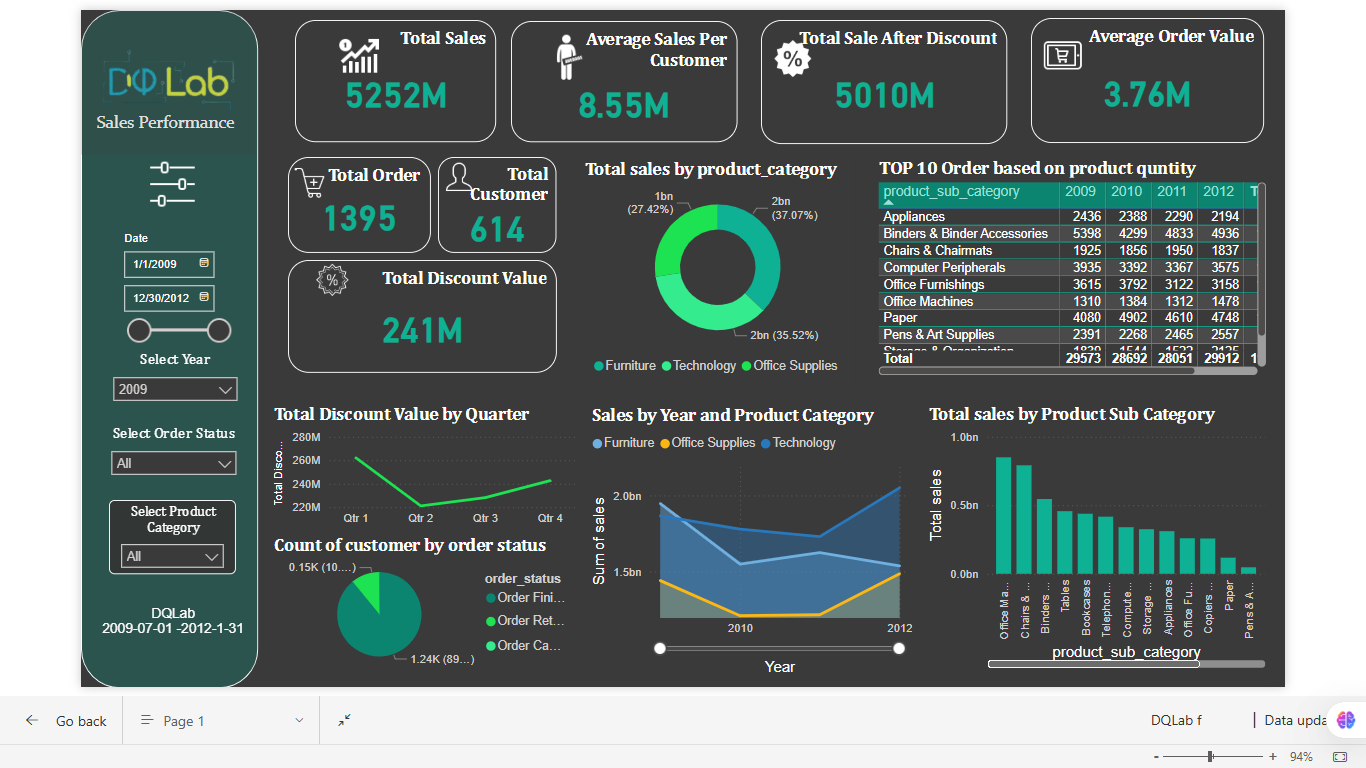 DQLab
Sales Performance
Date
1/1/2009
12/30/2012
Select Year
2009
Select Order Status
All
Select Product
Category
All
DQLab
2009-07-01 -2012-1-31
Total Sales
5252M
Average Sales Per
Customer
8.55M
Total Sale After Discount
%
5010M
Average Order Value
3.76M
Total Order
1395
Total
Customer
614
%
Total Discount Value
241M
Total sales by product_category
1bn
(27.42%)
2bn
(37.07%)
2bn (35.52%)
Furniture Technology Office Supplies
TOP 10 Order based on product quntity
product_sub_category 2009 2010 2011 2012 T
Appliances 2436 2388 2290 2194
Binders & Binder Accessories 5398 4299 4833 4936
Chairs & Chairmats 1925 1856 1950 1837
Computer Peripherals 3935 3392 3367 3575
Office Furnishings 3615 3792 3122 3158
Office Machines 1310 1384 1312 1478
Paper 4080 4902 4610 4748
Pens & Art Supplies 2391 2268 2465 2557
Storage & Organization
Total 29573 28692 28051 29912 1
Total Discount Value by Quarter
Total Disco...
280M
260M
240M
220M
Qtr 1 Qtr 2 Qtr 3 Qtr 4
Count of customer by order status
0.15K (10....)
1.24K (89...)
order_status
Order Fini...
Order Ret...
Order Ca...
Sales by Year and Product Category
Furniture Office Supplies Technology
Sum of sales
2.0bn
1.5bn
2010 2012
Year
Total sales by Product Sub Category
Total sales
1.0bn
0.5bn
0.0bn
Office Ma...
Chairs & ...
Binders ...
Tables
Bookcases
Telephon...
Compute...
Storage ...
Appliances
Office Fu...
Copiers ...
Paper
Pens & A...
product_sub_category
Go back
Page 1
DQLab f
Data upda
- + 94%